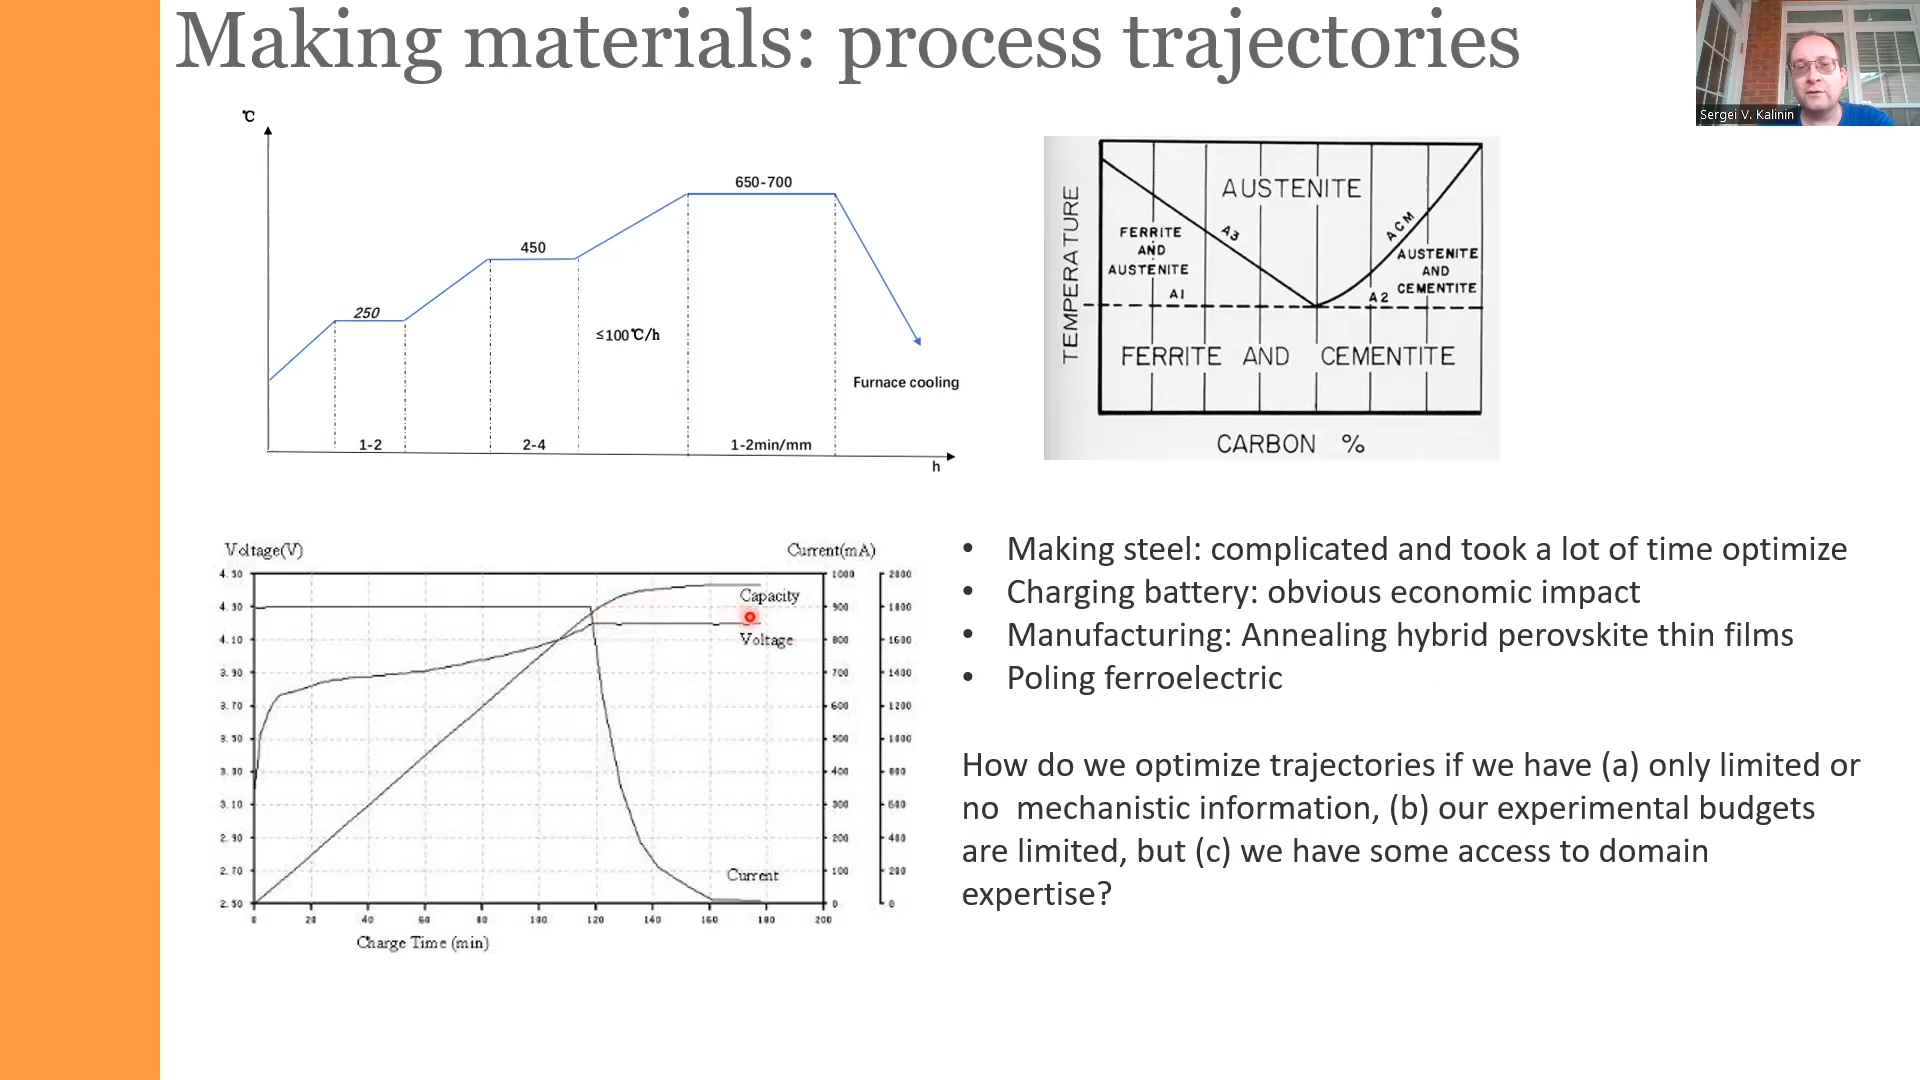 Making materials: process trajectories
Sergei V. Kalinin
℃
650-700
450
250
≤100℃/h
Furnace cooling
1-2
2-4
1-2min/mm
h
TEMPERATURE
AUSTENITE
FERRITE
AND
AUSTENITE
A3
ACM
AUSTENITE
AND
CEMENTITE
A1
A2
FERRITE AND CEMENTITE
CARBON %
Voltage(V)
Current(mA)
4.50
4.30
4.10
3.90
3.70
3.50
3.30
3.10
2.90
2.70
2.50
1000
900
800
700
600
500
400
300
200
100
0
2000
1800
1600
1400
1200
1000
800
600
400
200
0
Capacity
Voltage
Current
0 20 40 60 80 100 120 140 160 180 200
Charge Time (min)
• Making steel: complicated and took a lot of time optimize
• Charging battery: obvious economic impact
• Manufacturing: Annealing hybrid perovskite thin films
• Poling ferroelectric
How do we optimize trajectories if we have (a) only limited or
no mechanistic information, (b) our experimental budgets
are limited, but (c) we have some access to domain
expertise?